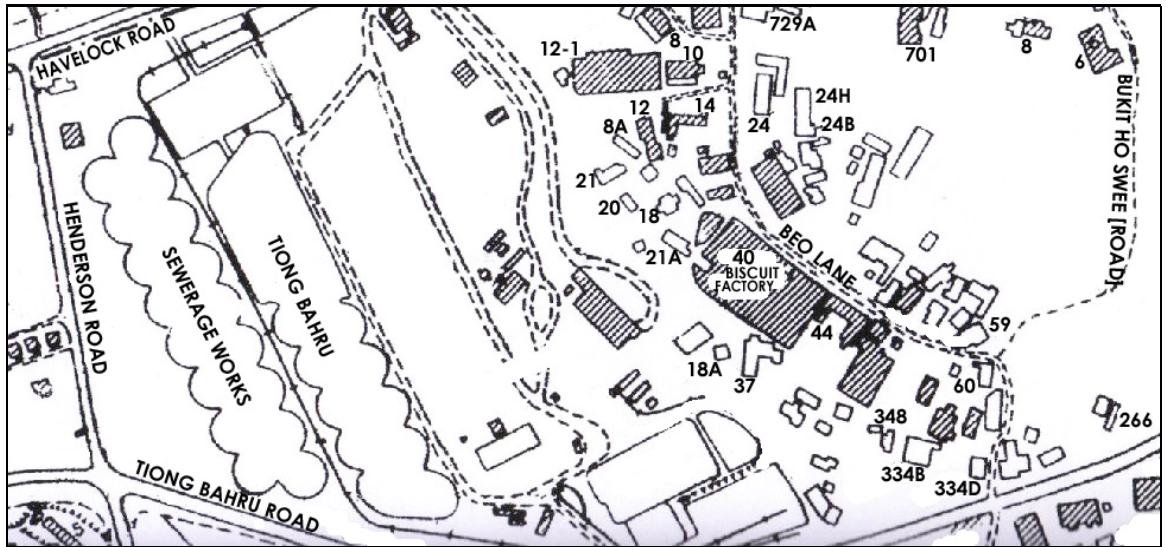 HAVELOCK ROAD
729A
8
701
8
6
12-1
10
12
14
24
24H
24B
8A
21
20
18
21A
BUKIT HO SWEE [ROAD]
HENDERSON ROAD
SEWERAGE WORKS
TIONG BAHRU
BEO LANE
40
BISCUIT
FACTORY
44
59
18A
37
60
348
266
334B
334D
TIONG BAHRU ROAD